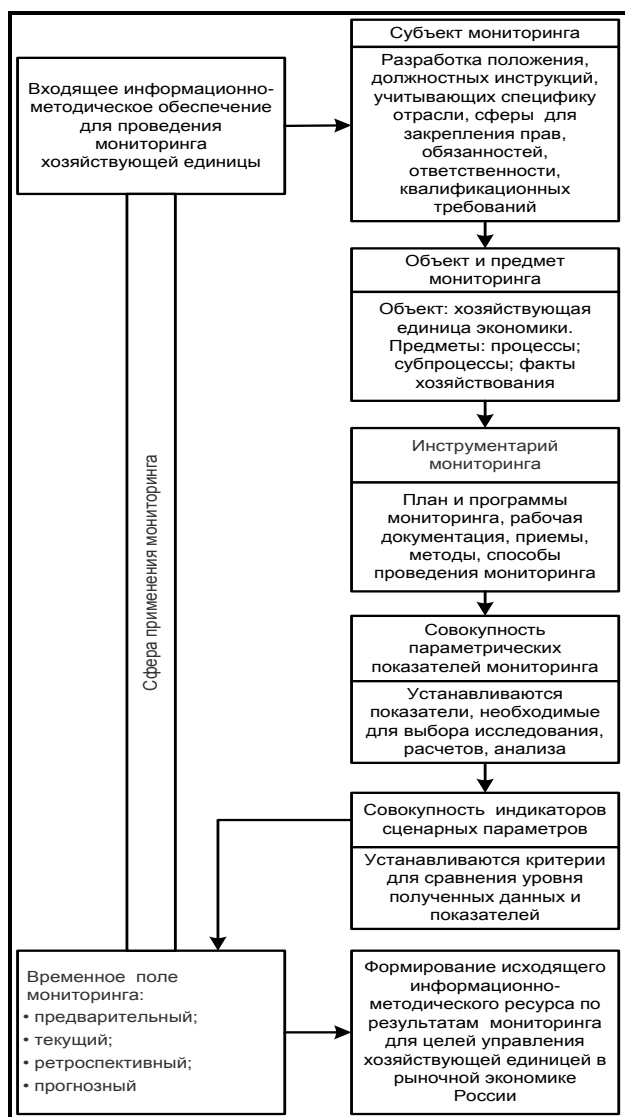 Входящее информационно-
методическое обеспечение
для проведения
мониторинга
хозяйствующей единицы
Субъект мониторинга
Разработка положения,
должностных инструкций,
учитывающих специфику
отрасли, сферы для
закрепления прав,
обязанностей,
ответственности,
квалификационных
требований
Объект и предмет
мониторинга
Объект: хозяйствующая
единица экономики.
Предметы: процессы;
субпроцессы; факты
хозяйствования
Инструментарий
мониторинга
План и программы
мониторинга, рабочая
документация, приемы,
методы, способы
проведения мониторинга
Совокупность
параметрических
показателей мониторинга
Устанавливаются
показатели, необходимые
для выбора исследования,
расчетов, анализа
Совокупность индикаторов
сценарных параметров
Устанавливаются критерии
для сравнения уровня
полученных данных и
показателей
Сфера применения мониторинга
Временное поле
мониторинга:
• предварительный;
• текущий;
• ретроспективный;
• прогнозный
Формирование исходящего
информационно-
методического ресурса по
результатам мониторинга
для целей управления
хозяйствующей единицей в
рыночной экономике
России